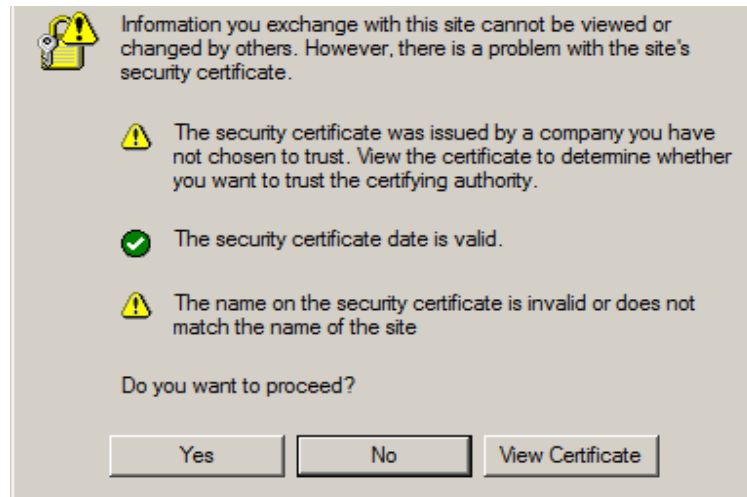 Information you exchange with this site cannot be viewed or
changed by others. However, there is a problem with the site's
security certificate.
The security certificate was issued by a company you have
not chosen to trust. View the certificate to determine whether
you want to trust the certifying authority.
The security certificate date is valid.
The name on the security certificate is invalid or does not
match the name of the site
Do you want to proceed?
Yes No View Certificate